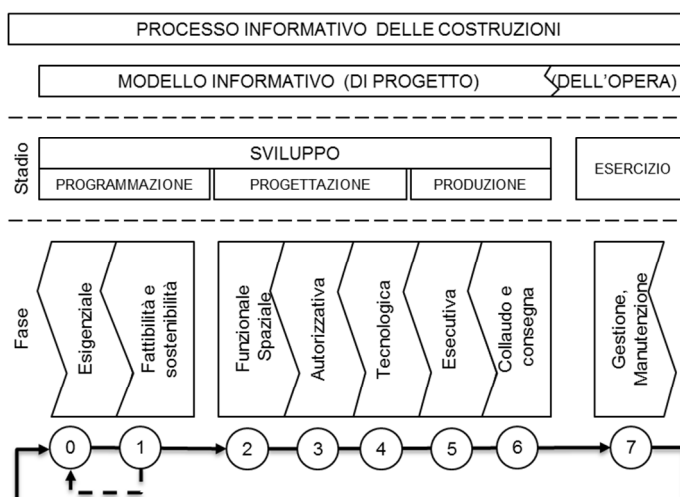 PROCESSO INFORMATIVO DELLE COSTRUZIONI
MODELLO INFORMATIVO (DI PROGETTO)
(DELL'OPERA)
Stadio
SVILUPPO
PROGRAMMAZIONE
PROGETTAZIONE
PRODUZIONE
ESERCIZIO
Fase
Esigenziale
Fattibilità e
sostenibilità
Funzionale
Spaziale
Autorizzativa
Tecnologica
Esecutiva
Collaudo e
consegna
Gestione,
Manutenzione
0
1
2
3
4
5
6
7